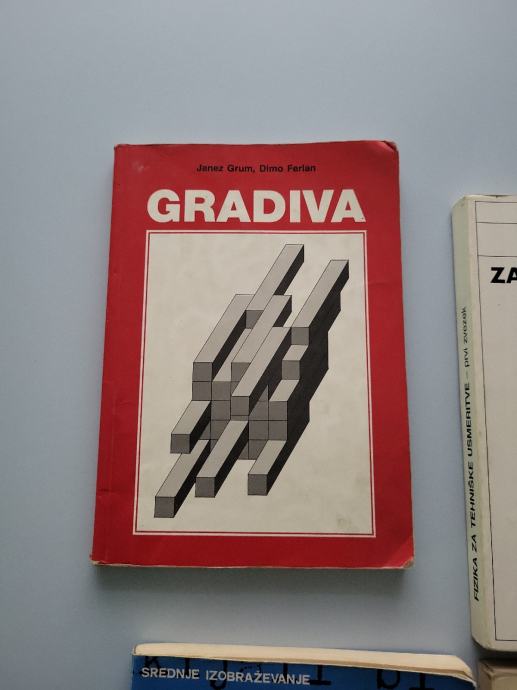 Janez Grum, Dimo Ferlan
GRADIVA
ZA
FIZIKA ZA TEHNIŠKE USMERITVE – prvi zvezek
SREDNJE IZOBRAŽEVANJE